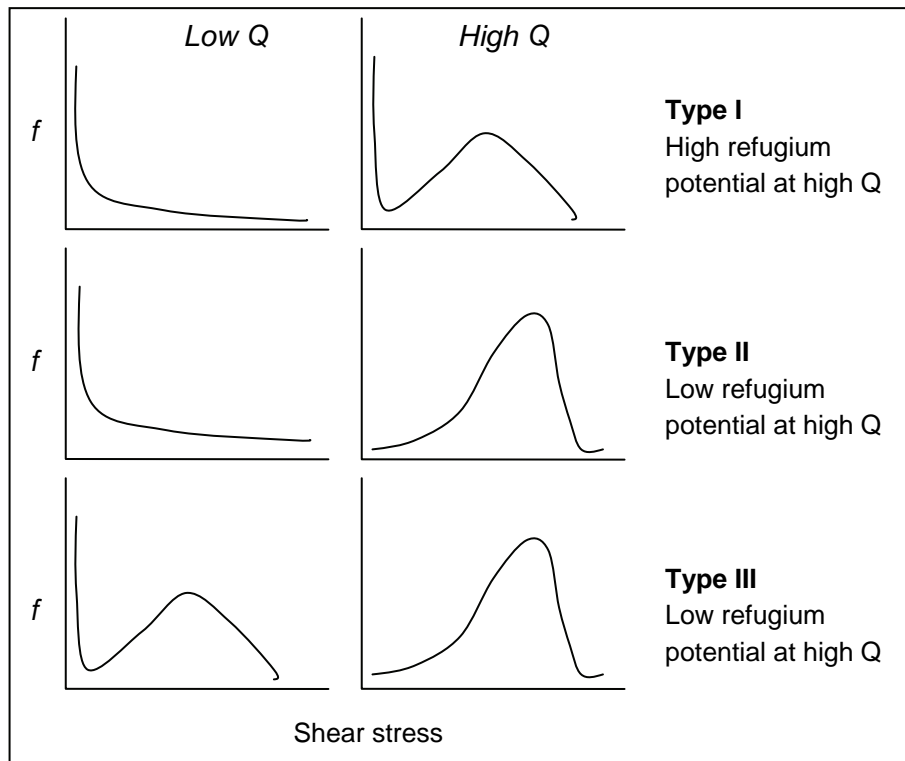 Low Q
High Q
f
Type I
High refugium
potential at high Q
f
Type II
Low refugium
potential at high Q
f
Type III
Low refugium
potential at high Q
Shear stress